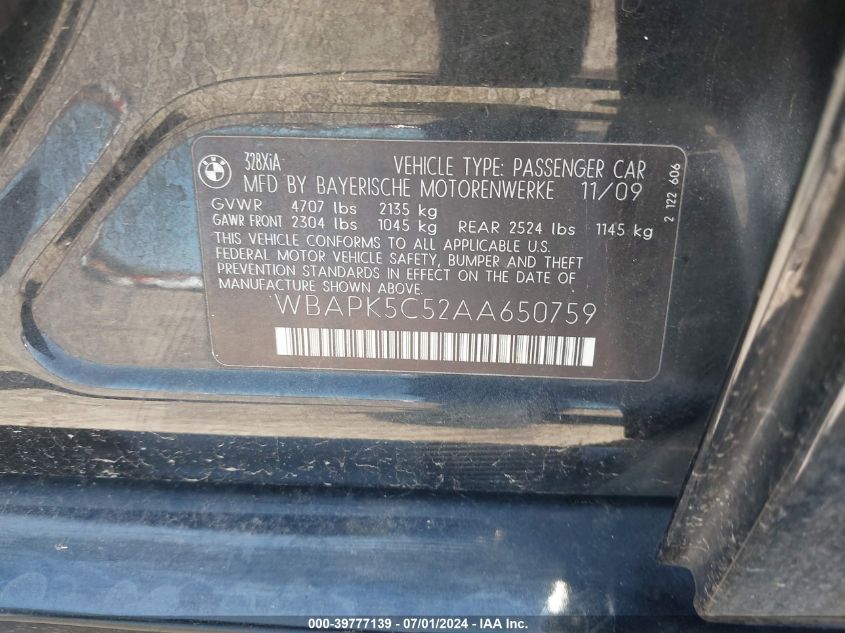 BMW
328XiA VEHICLE TYPE: PASSENGER CAR
MFD BY BAYERISCHE MOTORENWERKE 11/09
GVWR 4707 lbs 2135 kg
GAWR FRONT 2304 lbs 1045 kg REAR 2524 lbs 1145 kg
THIS VEHICLE CONFORMS TO ALL APPLICABLE U.S.
FEDERAL MOTOR VEHICLE SAFETY, BUMPER AND THEFT
PREVENTION STANDARDS IN EFFECT ON THE DATE OF
MANUFACTURE SHOWN ABOVE.
WBAPK5C52AA650759
2 122 606
000-39777139 - 07/01/2024 - IAA Inc.